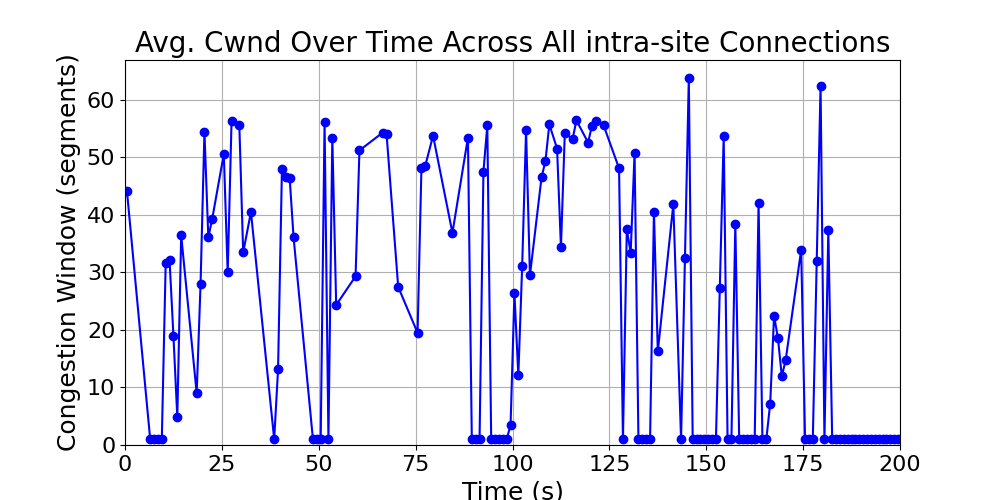 Avg. Cwnd Over Time Across All intra-site Connections
Congestion Window (segments)
60
50
40
30
20
10
0
0 25 50 75 100 125 150 175 200
Time (s)